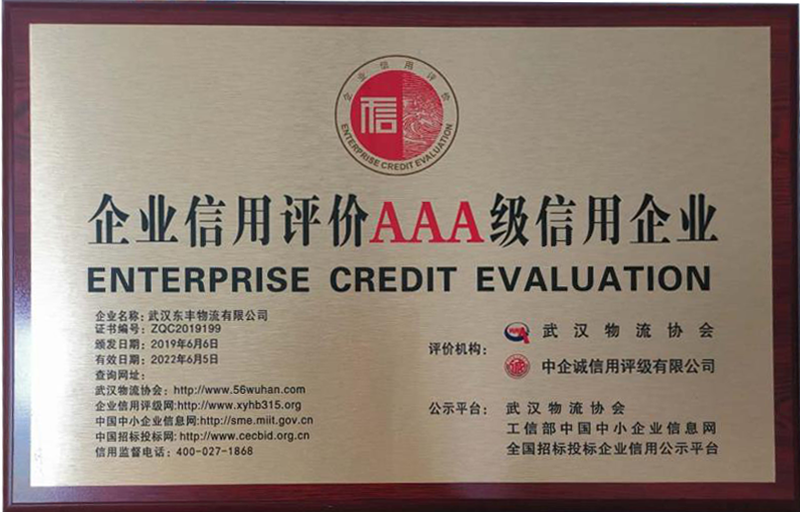 企业信用评价
信
ENTERPRISE CREDIT EVALUATION
企业信用评价AAA级信用企业
ENTERPRISE CREDIT EVALUATION
企业名称：武汉东丰物流有限公司
证书编号：ZQC2019199
颁发日期：2019年6月6日
有效日期：2022年6月5日
查询网址：
武汉物流协会：http://www.56wuhan.com
企业信用评级网:http://www.xyhb315.org
中国中小企业信息网:http://sme.miit.gov.cn
中国招标投标网:http://www.cecbid.org.cn
信用监督电话：400-027-1868
评价机构：
武汉物流协会
中企诚信用评级有限公司
公示平台：
武汉物流协会
工信部中国中小企业信息网
全国招标投标企业信用公示平台